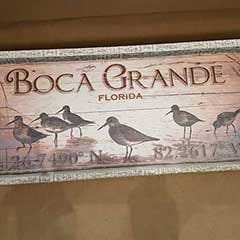 BOCA GRANDE
FLORIDA
26.7490° N 82.2617° W